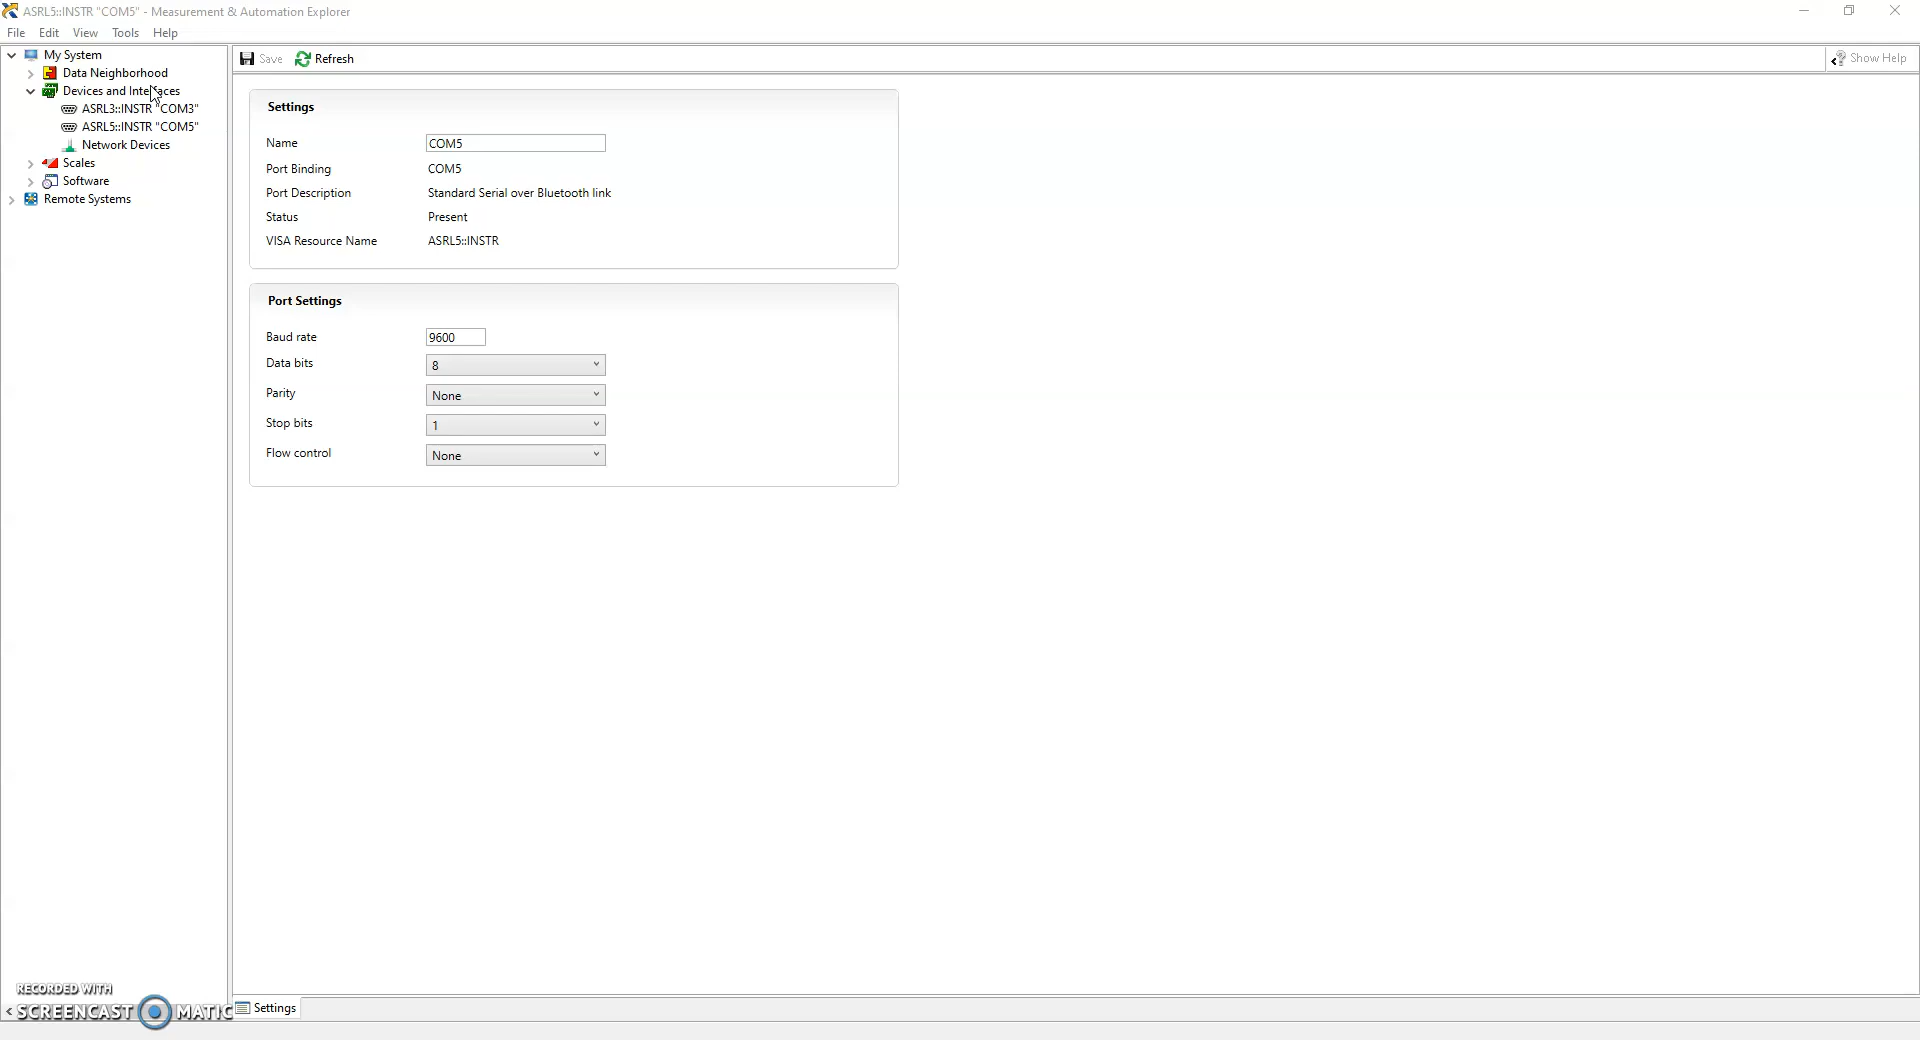 ASRL5::INSTR "COM5" - Measurement & Automation Explorer
File Edit View Tools Help
My System
Data Neighborhood
Devices and Interfaces
ASRL3::INSTR "COM3"
ASRL5::INSTR "COM5"
Network Devices
Scales
Software
Remote Systems
Save Refresh
Show Help
Settings
Name COM5
Port Binding COM5
Port Description Standard Serial over Bluetooth link
Status Present
VISA Resource Name ASRL5::INSTR
Port Settings
Baud rate 9600
Data bits 8
Parity None
Stop bits 1
Flow control None
RECORDED WITH
SCREENCAST MATIC
Settings